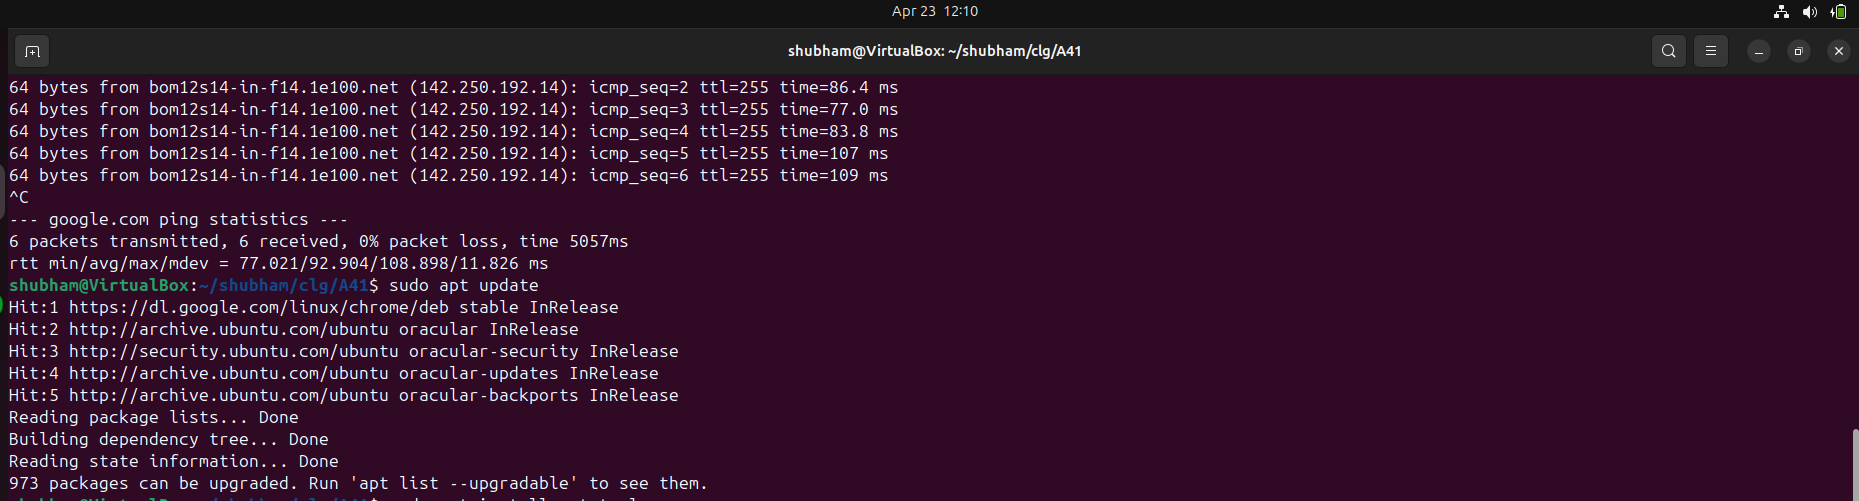 Apr 23 12:10
shubham@VirtualBox: ~/shubham/clg/A41
64 bytes from bom12s14-in-f14.1e100.net (142.250.192.14): icmp_seq=2 ttl=255 time=86.4 ms
64 bytes from bom12s14-in-f14.1e100.net (142.250.192.14): icmp_seq=3 ttl=255 time=77.0 ms
64 bytes from bom12s14-in-f14.1e100.net (142.250.192.14): icmp_seq=4 ttl=255 time=83.8 ms
64 bytes from bom12s14-in-f14.1e100.net (142.250.192.14): icmp_seq=5 ttl=255 time=107 ms
64 bytes from bom12s14-in-f14.1e100.net (142.250.192.14): icmp_seq=6 ttl=255 time=109 ms
^C
--- google.com ping statistics ---
6 packets transmitted, 6 received, 0% packet loss, time 5057ms
rtt min/avg/max/mdev = 77.021/92.904/108.898/11.826 ms
shubham@VirtualBox:~/shubham/clg/A41$ sudo apt update
Hit:1 https://dl.google.com/linux/chrome/deb stable InRelease
Hit:2 http://archive.ubuntu.com/ubuntu oracular InRelease
Hit:3 http://security.ubuntu.com/ubuntu oracular-security InRelease
Hit:4 http://archive.ubuntu.com/ubuntu oracular-updates InRelease
Hit:5 http://archive.ubuntu.com/ubuntu oracular-backports InRelease
Reading package lists... Done
Building dependency tree... Done
Reading state information... Done
973 packages can be upgraded. Run 'apt list --upgradable' to see them.